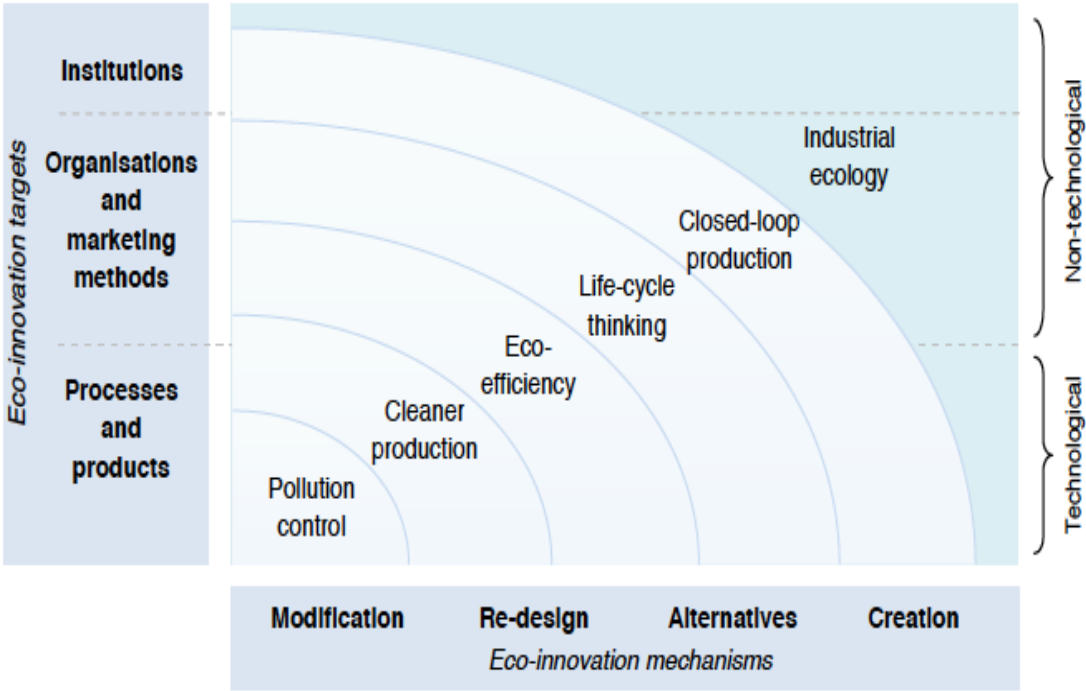 Eco-innovation targets
Institutions
Organisations
and
marketing
methods
Processes
and
products
Industrial
ecology
Closed-loop
production
Life-cycle
thinking
Eco-
efficiency
Cleaner
production
Pollution
control
Non-technological
Technological
Modification Re-design Alternatives Creation
Eco-innovation mechanisms